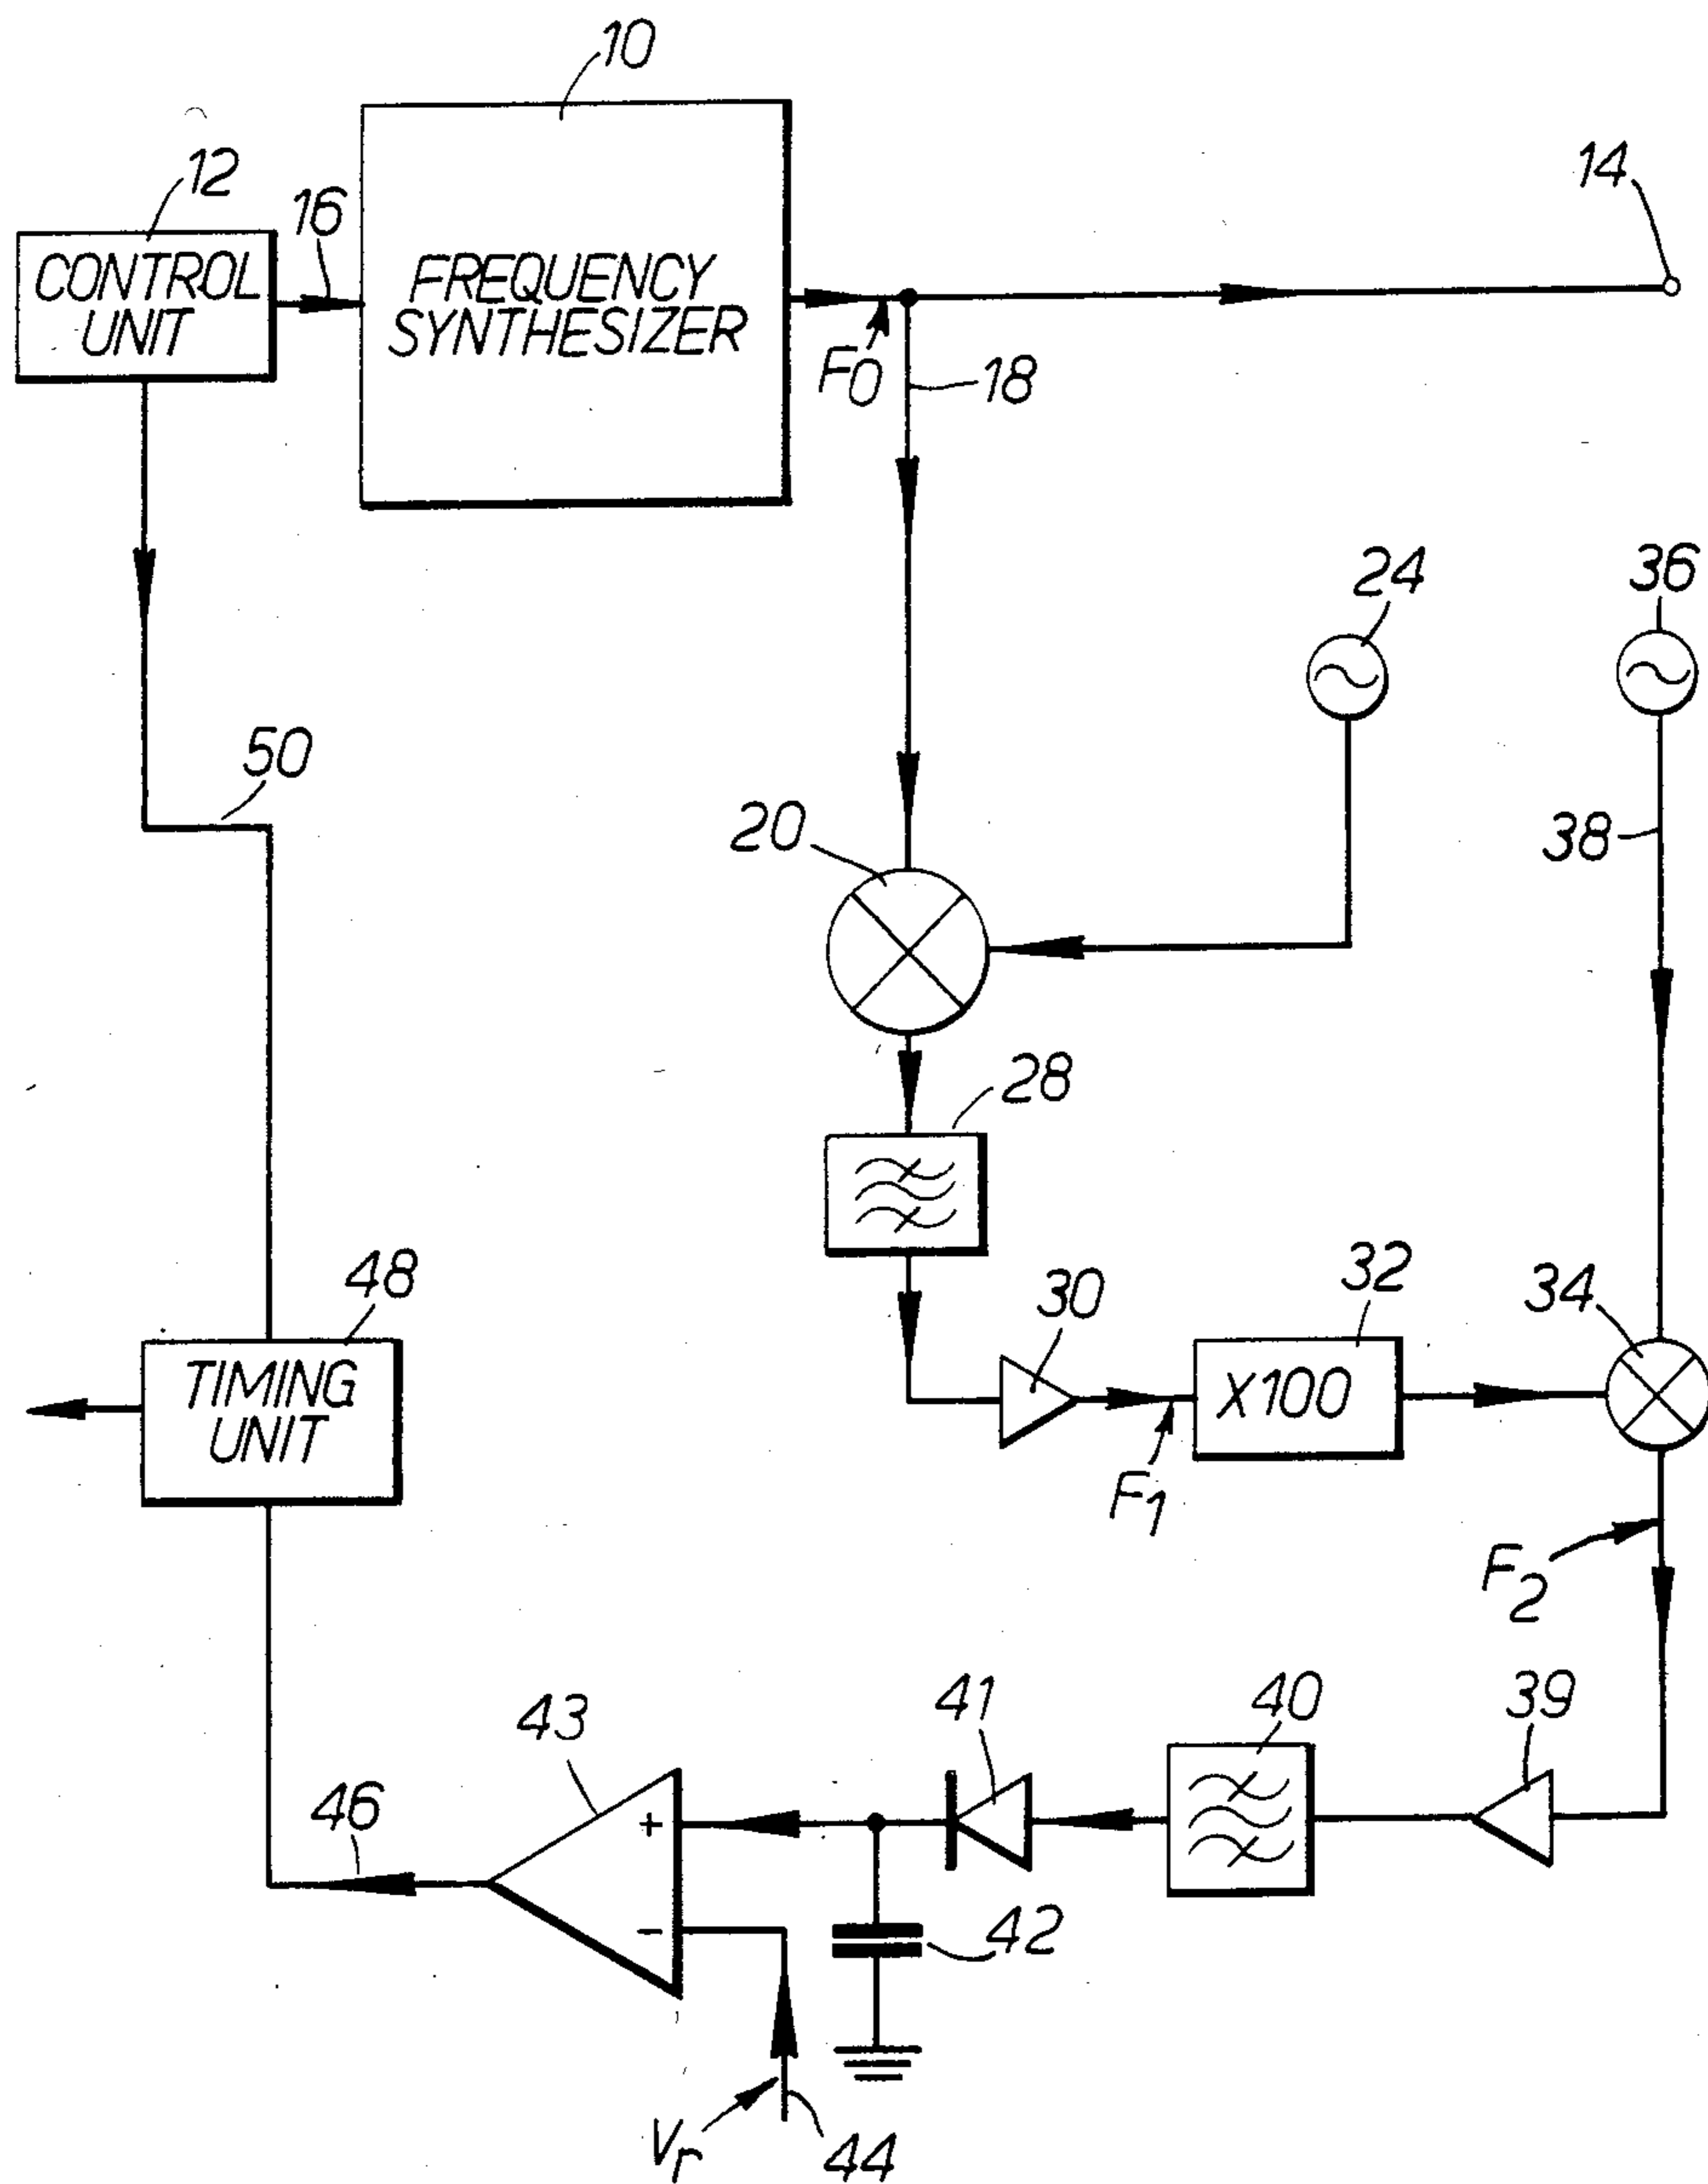 10
12
16
14
CONTROL
UNIT
FREQUENCY
SYNTHESIZER
F0
18
24
36
50
20
38
28
48
30
32
34
TIMING
UNIT
X100
F1
F2
43
41
40
39
46
+
−
42
Vr
44